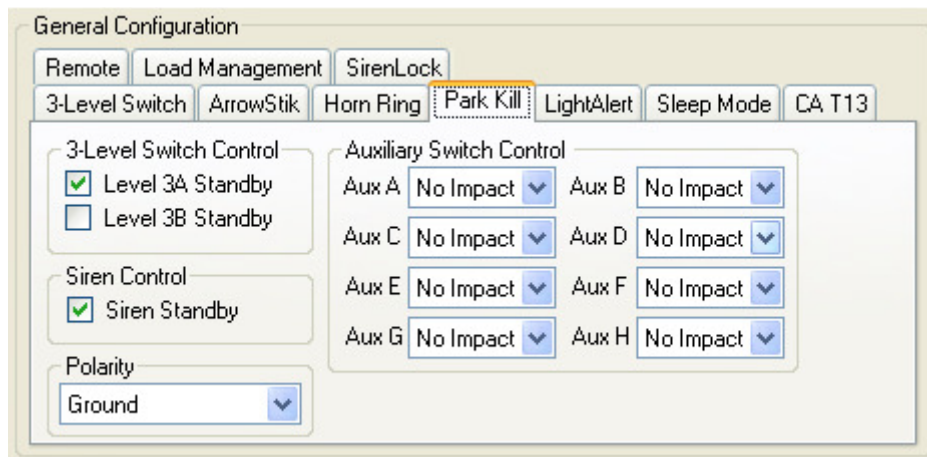 General Configuration
Remote Load Management SirenLock
3-Level Switch ArrowStik Horn Ring Park Kill LightAlert Sleep Mode CA T13
3-Level Switch Control
Level 3A Standby
Level 3B Standby
Siren Control
Siren Standby
Polarity
Ground
Auxiliary Switch Control
Aux A No Impact Aux B No Impact
Aux C No Impact Aux D No Impact
Aux E No Impact Aux F No Impact
Aux G No Impact Aux H No Impact